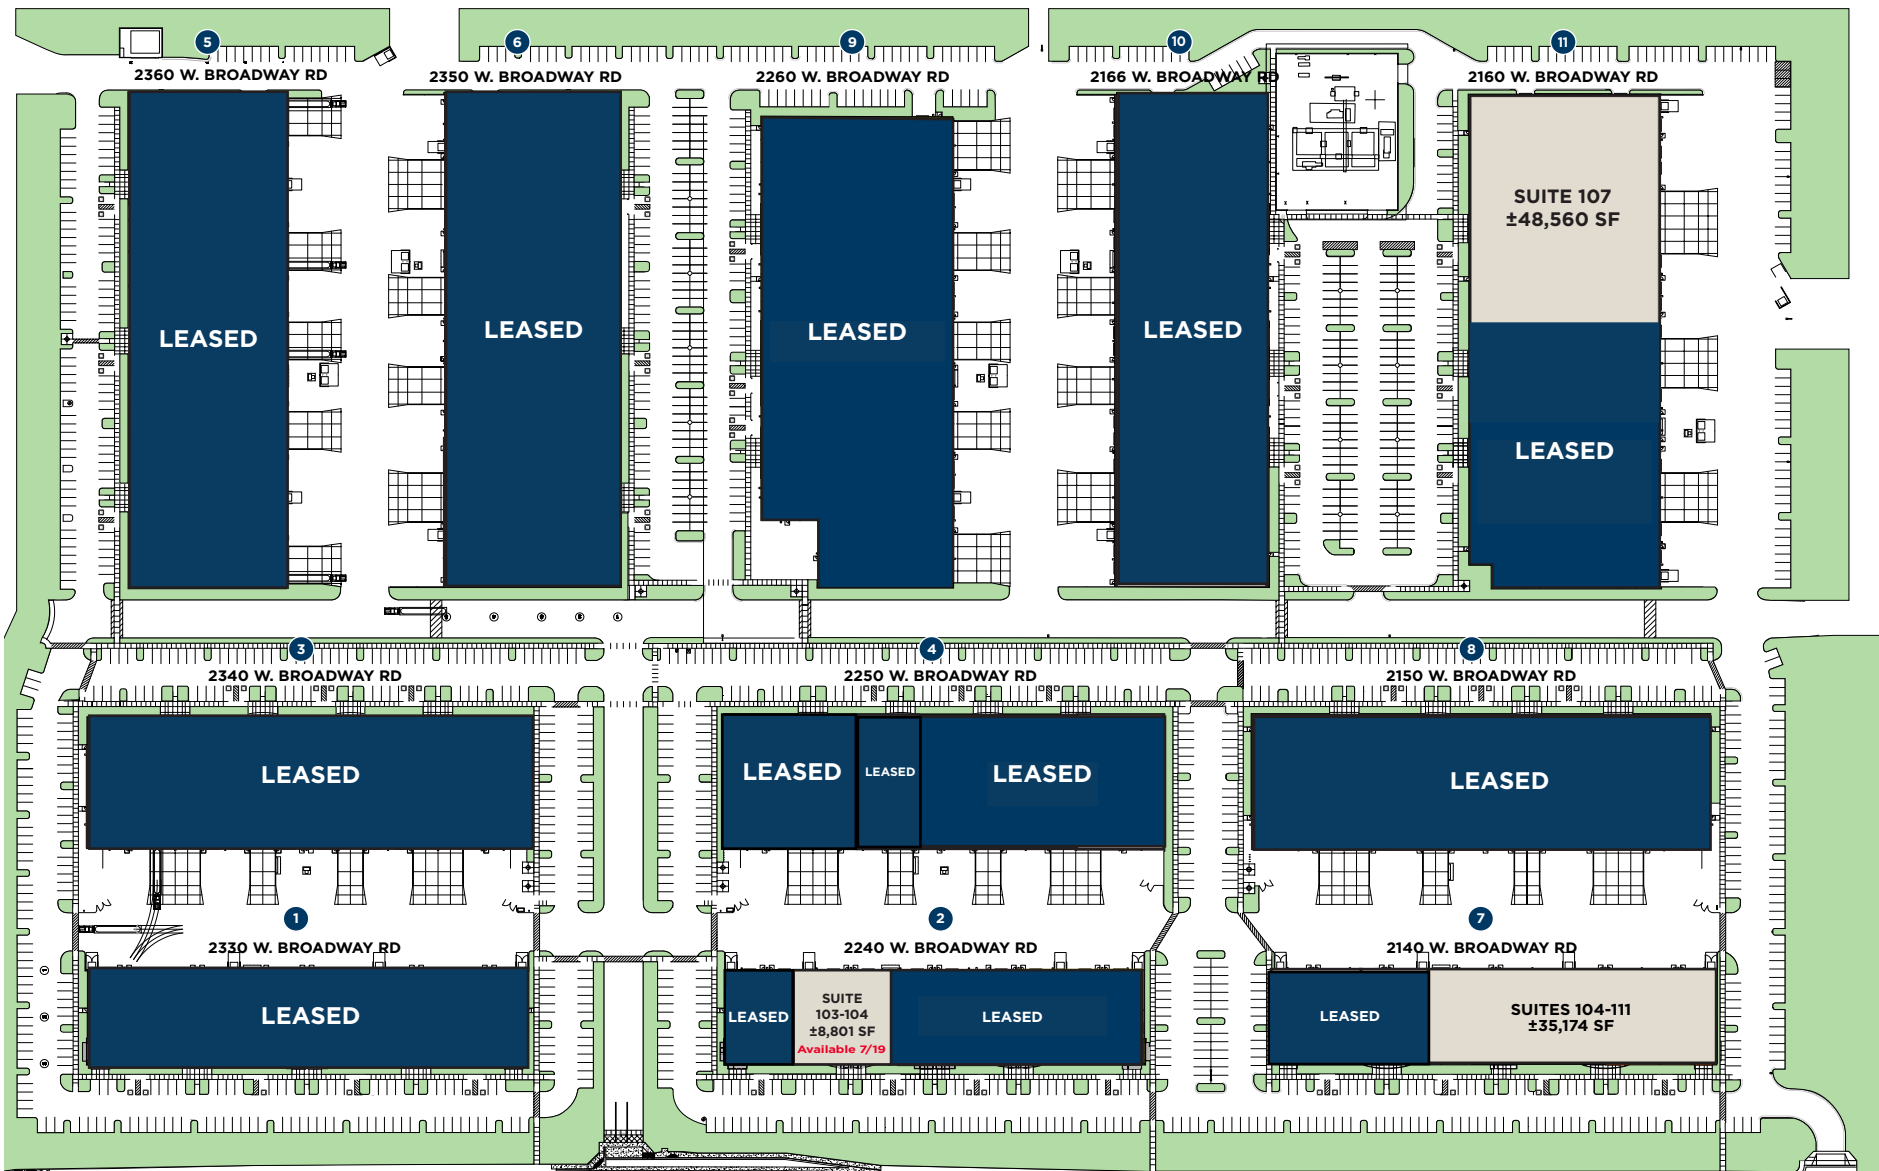 5
6
9
10
11
2360 W. BROADWAY RD
2350 W. BROADWAY RD
2260 W. BROADWAY RD
2166 W. BROADWAY RD
2160 W. BROADWAY RD
SUITE 107
±48,560 SF
LEASED
LEASED
LEASED
LEASED
LEASED
3
4
8
2340 W. BROADWAY RD
2250 W. BROADWAY RD
2150 W. BROADWAY RD
LEASED
LEASED
LEASED
LEASED
LEASED
1
2
7
2330 W. BROADWAY RD
2240 W. BROADWAY RD
2140 W. BROADWAY RD
LEASED
LEASED
SUITE
103-104
±8,801 SF
Available 7/19
LEASED
LEASED
SUITES 104-111
±35,174 SF